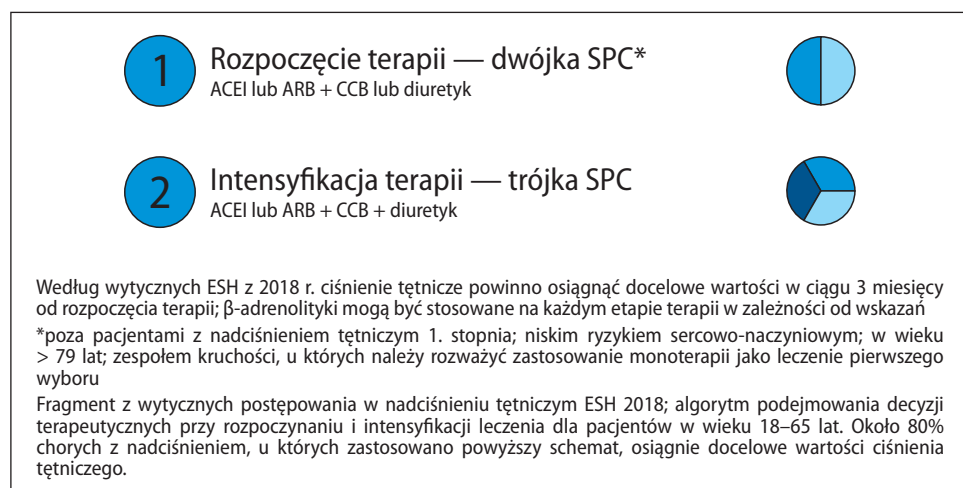 1
Rozpoczęcie terapii — dwójka SPC*
ACEI lub ARB + CCB lub diuretyk
2
Intensyfikacja terapii — trójka SPC
ACEI lub ARB + CCB + diuretyk
Według wytycznych ESH z 2018 r. ciśnienie tętnicze powinno osiągnąć docelowe wartości w ciągu 3 miesięcy
od rozpoczęcia terapii; β-adrenolityki mogą być stosowane na każdym etapie terapii w zależności od wskazań
*poza pacjentami z nadciśnieniem tętniczym 1. stopnia; niskim ryzykiem sercowo-naczyniowym; w wieku
> 79 lat; zespołem kruchości, u których należy rozważyć zastosowanie monoterapii jako leczenie pierwszego
wyboru
Fragment z wytycznych postępowania w nadciśnieniu tętniczym ESH 2018; algorytm podejmowania decyzji
terapeutycznych przy rozpoczynaniu i intensyfikacji leczenia dla pacjentów w wieku 18–65 lat. Około 80%
chorych z nadciśnieniem, u których zastosowano powyższy schemat, osiągnie docelowe wartości ciśnienia
tętniczego.